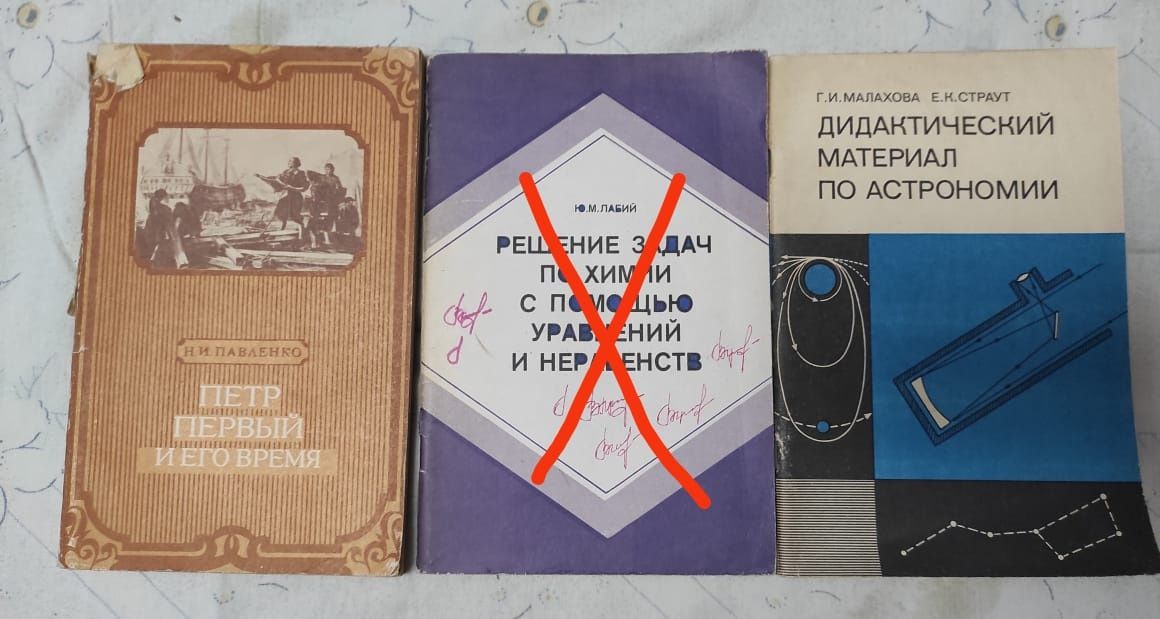 Н.И.ПАВЛЕНКО
ПЕТР
ПЕРВЫЙ
И ЕГО ВРЕМЯ
Ю.М.ЛАБИЙ
РЕШЕНИЕ ЗАДАЧ
ПО ХИМИИ
С ПОМОЩЬЮ
УРАВНЕНИЙ
И НЕРАВЕНСТВ
Г.И.МАЛАХОВА Е.К.СТРАУТ
ДИДАКТИЧЕСКИЙ
МАТЕРИАЛ
ПО АСТРОНОМИИ